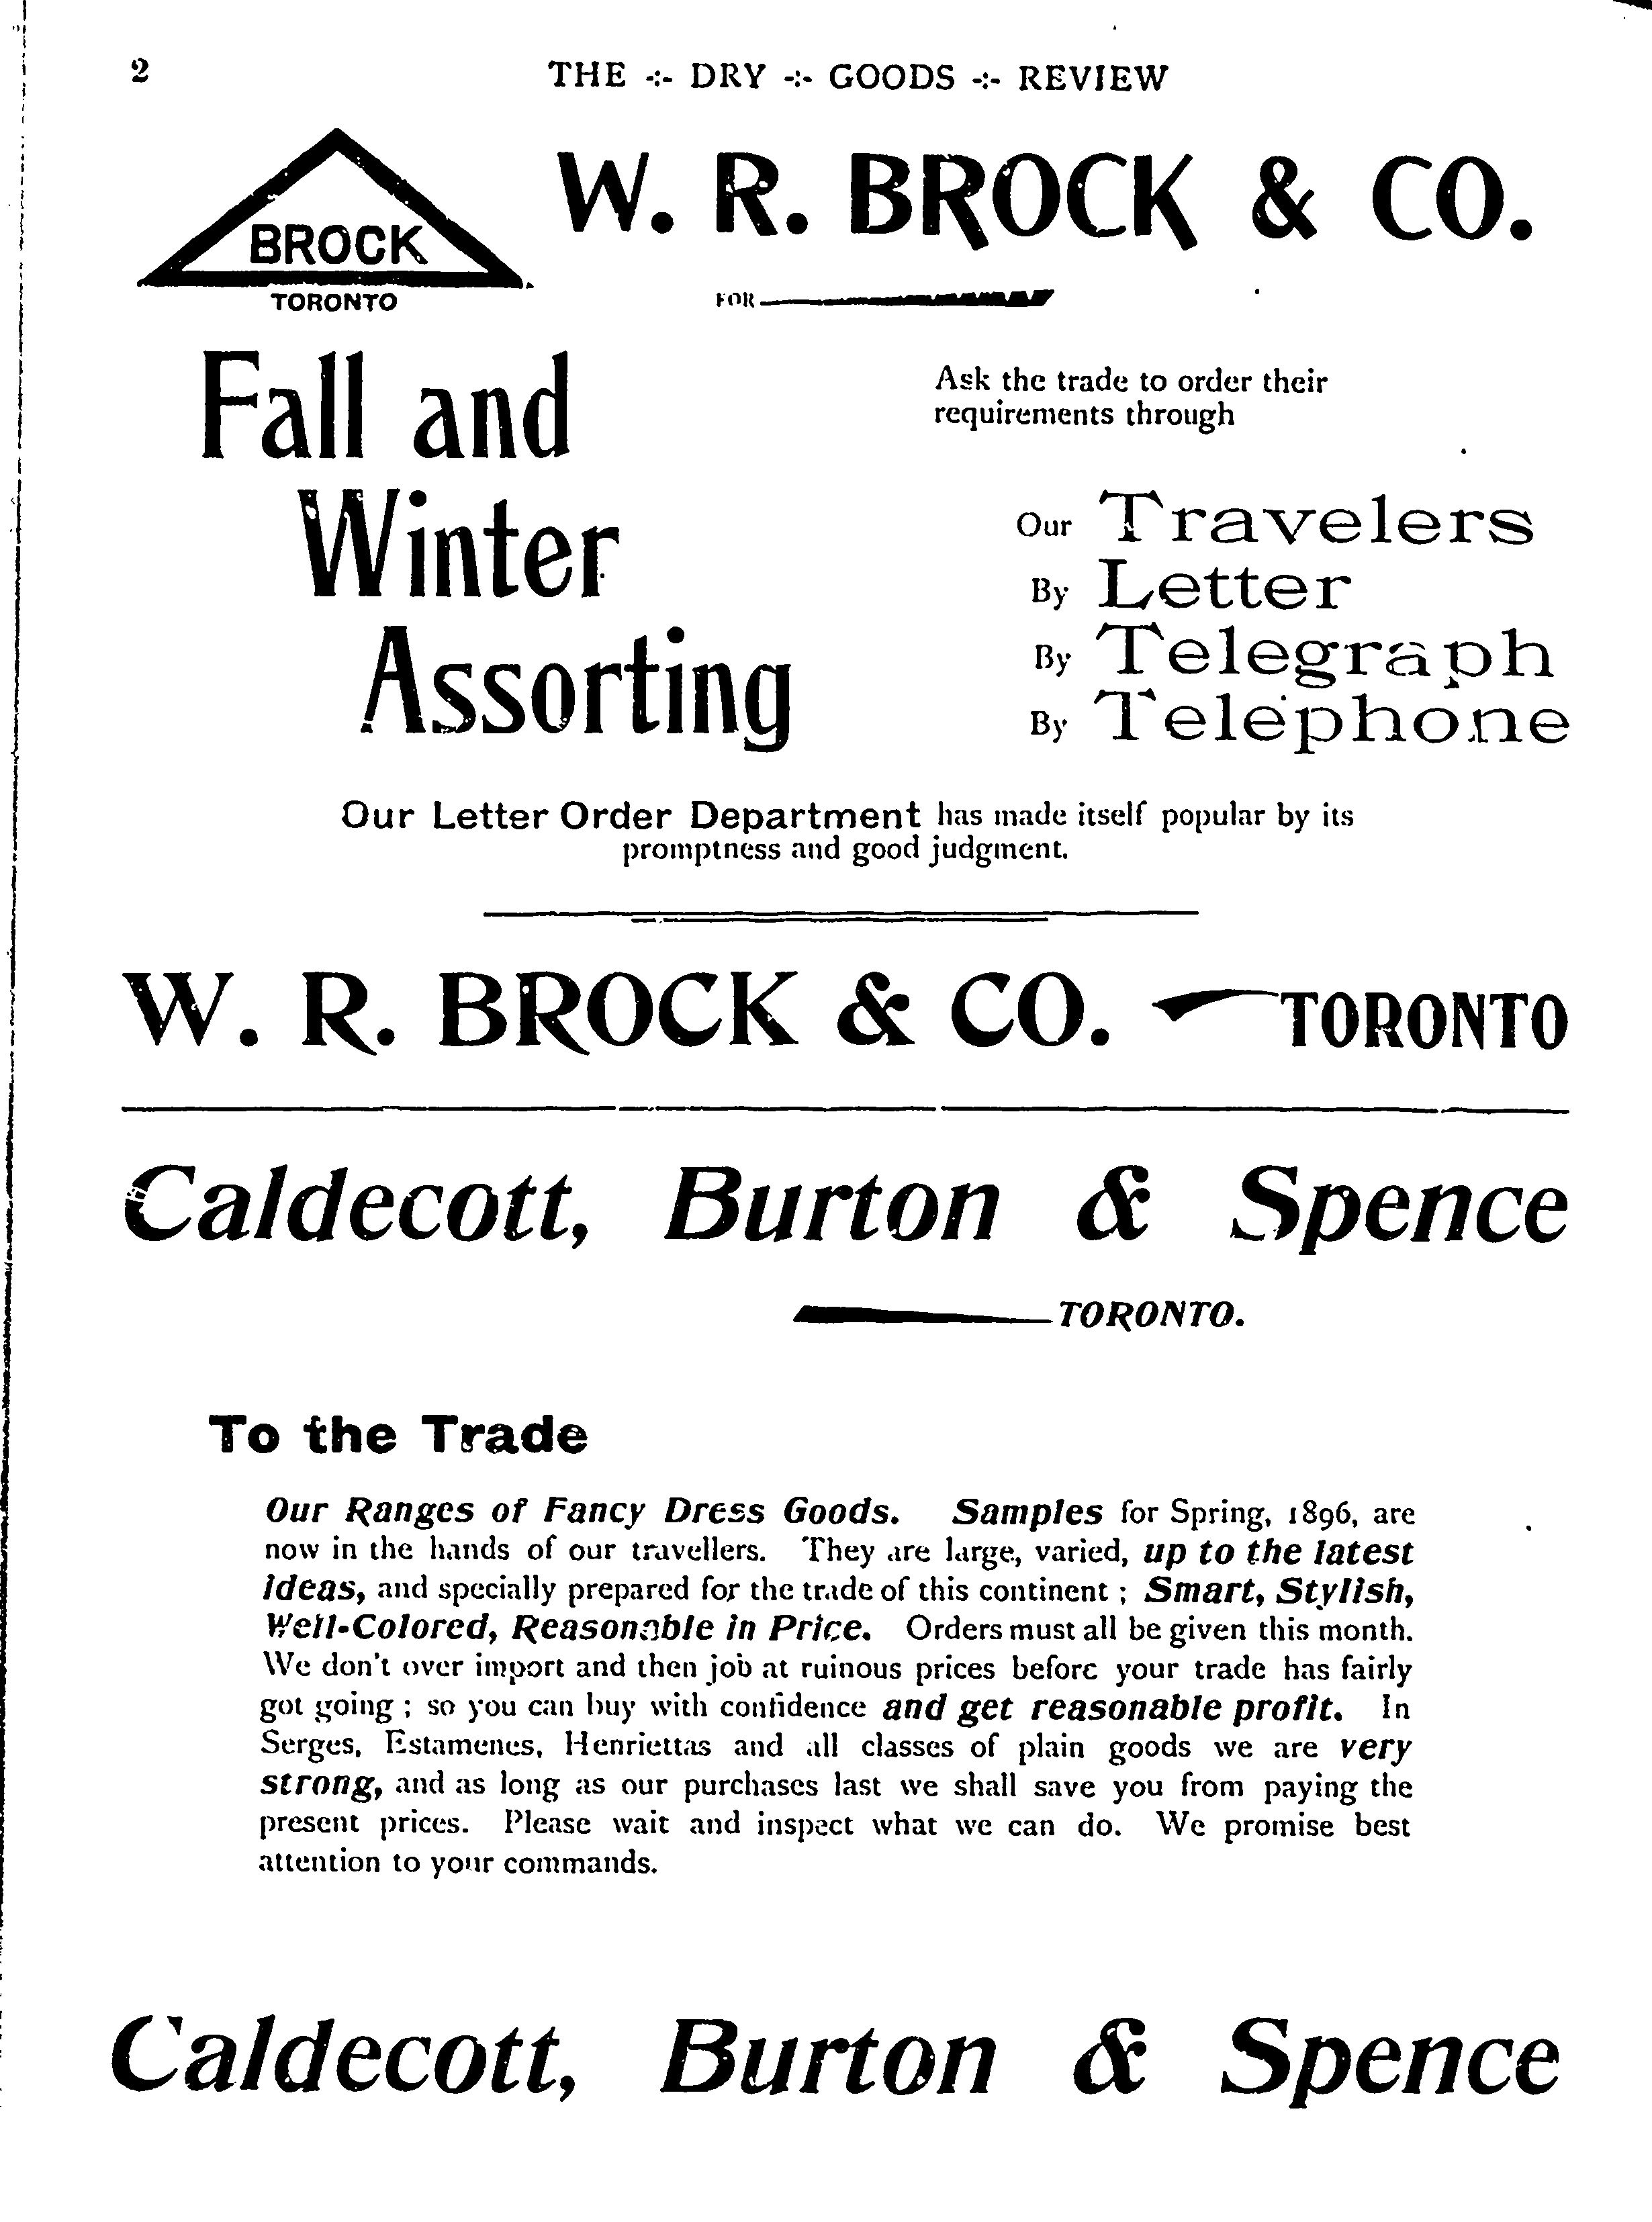 2
THE -:- DRY -:- GOODS -:- REVIEW
BROCK
TORONTO
W. R. BROCK & CO.
FOR
Fall and
Winter
Assorting
Ask the trade to order their
requirements through
Our Travelers
By Letter
By Telegraph
By Telephone
Our Letter Order Department has made itself popular by its
promptness and good judgment.
W. R. BROCK & CO. TORONTO
Caldecott, Burton & Spence
TORONTO.
To the Trade
Our Ranges of Fancy Dress Goods. Samples for Spring, 1896, are
now in the hands of our travellers. They are large, varied, up to the latest
ideas, and specially prepared for the trade of this continent ; Smart, Stylish,
Well-Colored, Reasonable in Price. Orders must all be given this month.
We don't over import and then job at ruinous prices before your trade has fairly
got going ; so you can buy with confidence and get reasonable profit. In
Serges, Estamenes, Henriettas and all classes of plain goods we are very
strong, and as long as our purchases last we shall save you from paying the
present prices. Please wait and inspect what we can do. We promise best
attention to your commands.
Caldecott, Burton & Spence